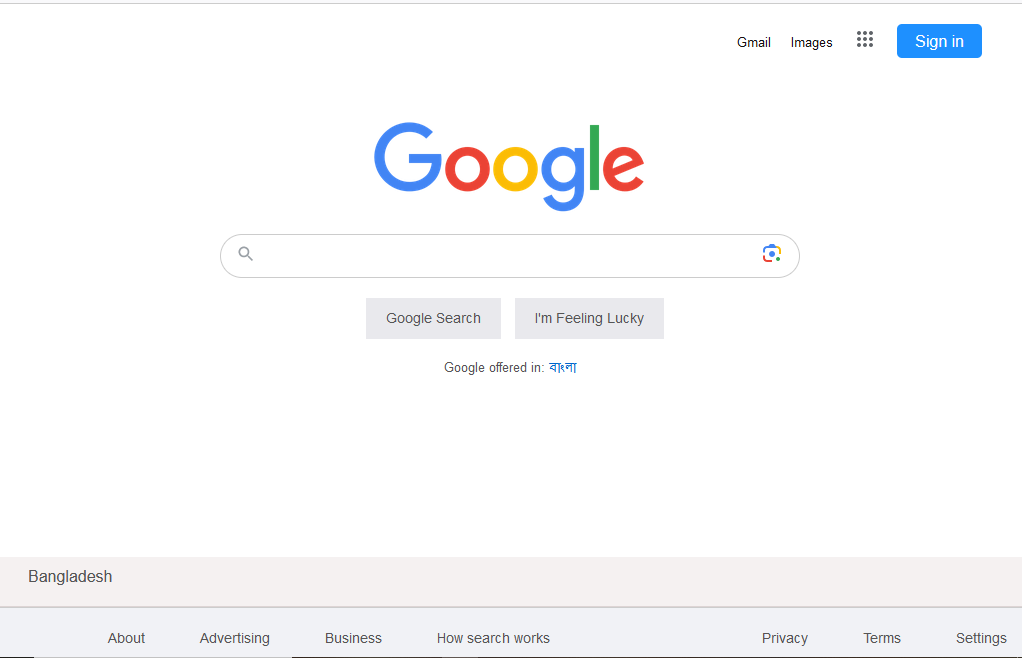 Gmail Images Sign in
Google
Google Search I'm Feeling Lucky
Google offered in: বাংলা
Bangladesh
About Advertising Business How search works Privacy Terms Settings